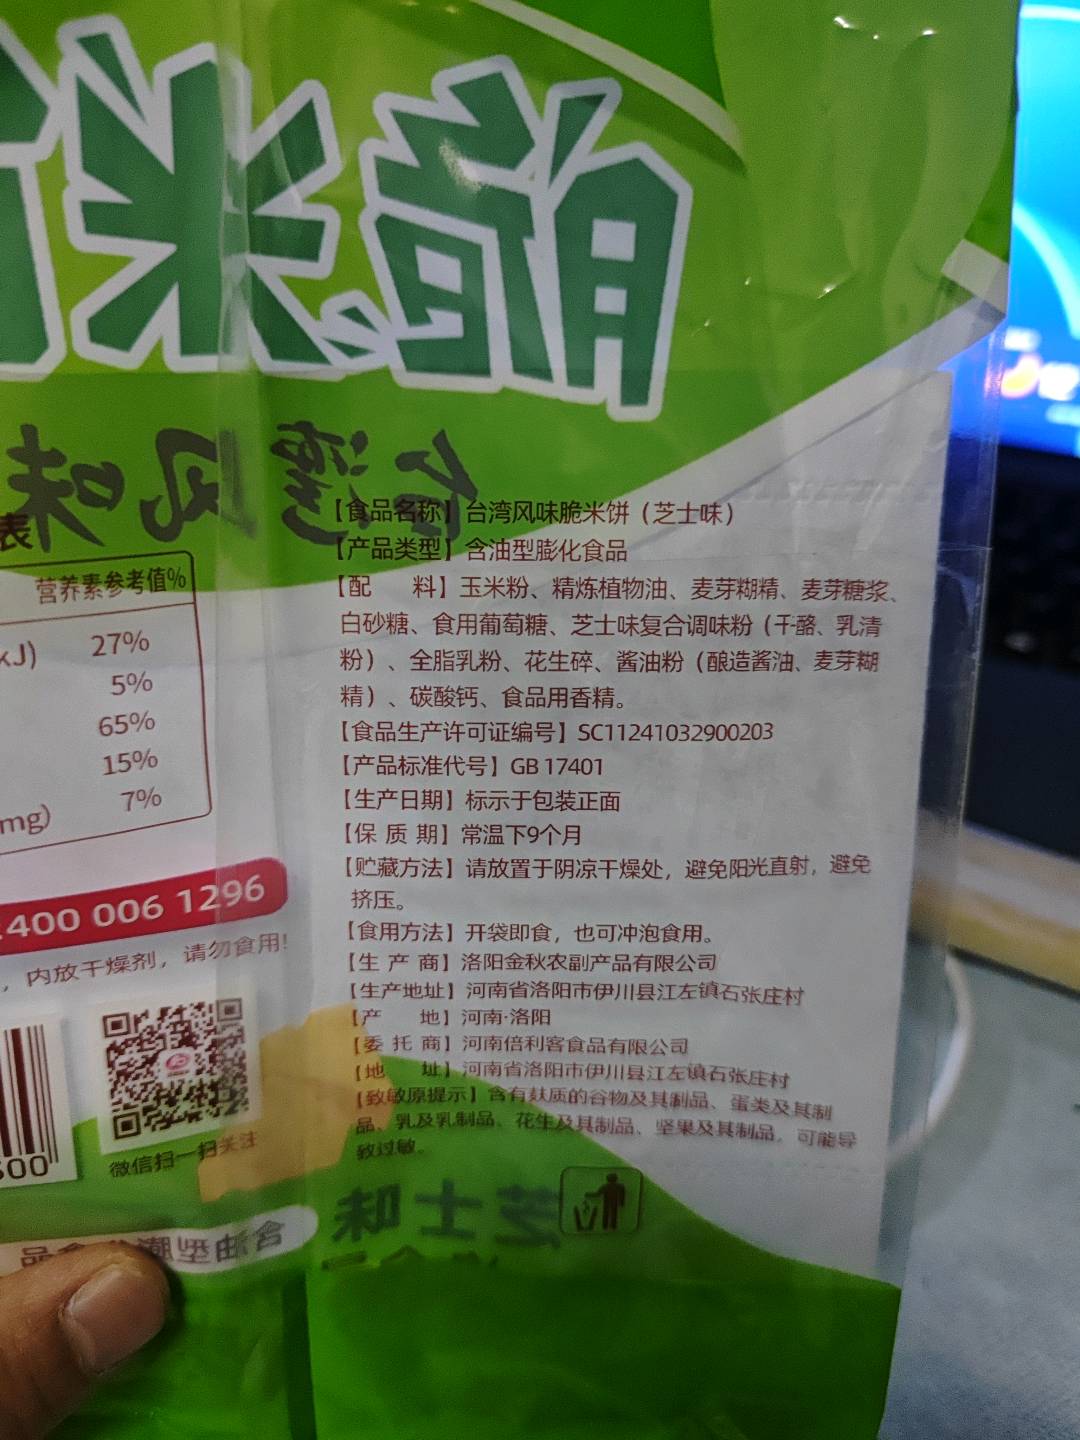 脆米
台湾风味
表
营养素参考值%
kJ) 27%
5%
65%
15%
mg) 7%
400 006 1296
，内放干燥剂，请勿食用!
微信扫一扫关注
【食品名称】台湾风味脆米饼（芝士味）
【产品类型】含油型膨化食品
【配 料】玉米粉、精炼植物油、麦芽糊精、麦芽糖浆、
白砂糖、食用葡萄糖、芝士味复合调味粉（干酪、乳清
粉）、全脂乳粉、花生碎、酱油粉（酿造酱油、麦芽糊
精）、碳酸钙、食品用香精。
【食品生产许可证编号】SC11241032900203
【产品标准代号】GB 17401
【生产日期】标示于包装正面
【保 质 期】常温下9个月
【贮藏方法】请放置于阴凉干燥处，避免阳光直射，避免
挤压。
【食用方法】开袋即食，也可冲泡食用。
【生 产 商】洛阳金秋农副产品有限公司
【生产地址】河南省洛阳市伊川县江左镇石张庄村
【产 地】河南·洛阳
【委 托 商】河南倍利客食品有限公司
【地 址】河南省洛阳市伊川县江左镇石张庄村
【致敏原提示】含有麸质的谷物及其制品、蛋类及其制
品、乳及乳制品、花生及其制品、坚果及其制品，可能导
致过敏。
芝士味
含油型膨化食品